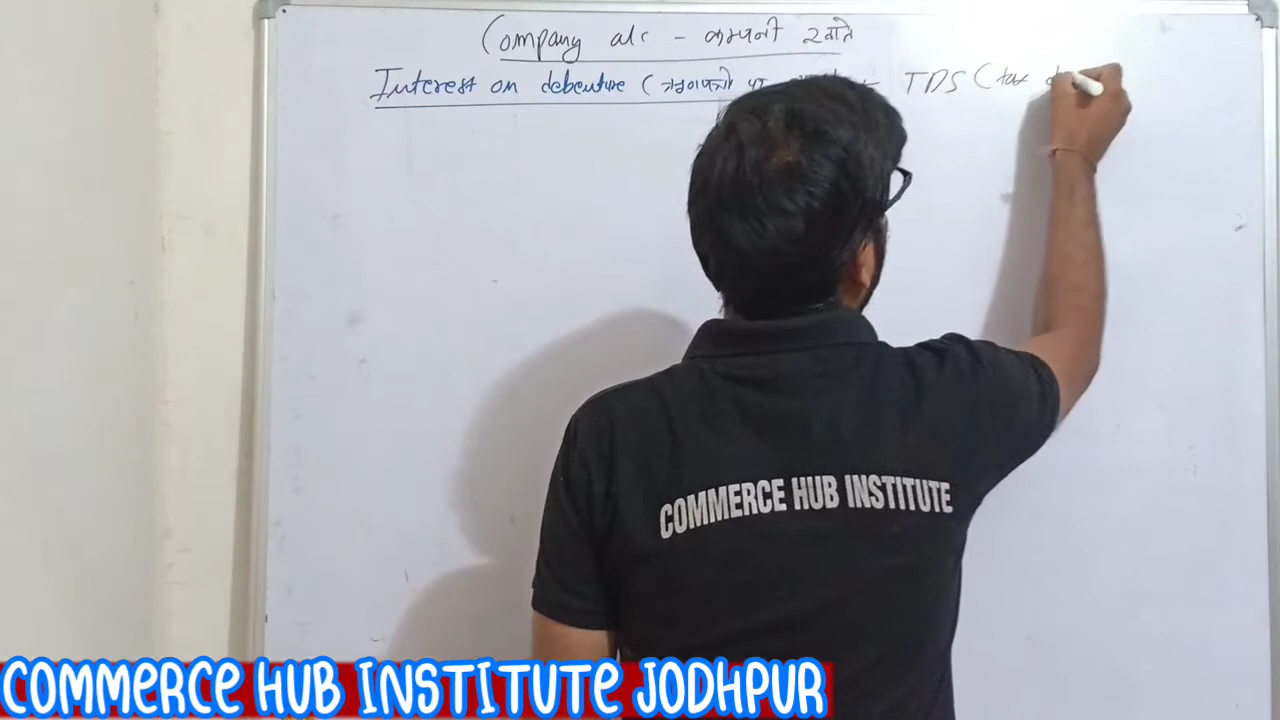 Company a/c - कम्पनी खाते
Interest on debenture (ऋणपत्रो पर TDS (tax
COMMERCE HUB INSTITUTE
COMMERCE HUB INSTITUTE JODHPUR